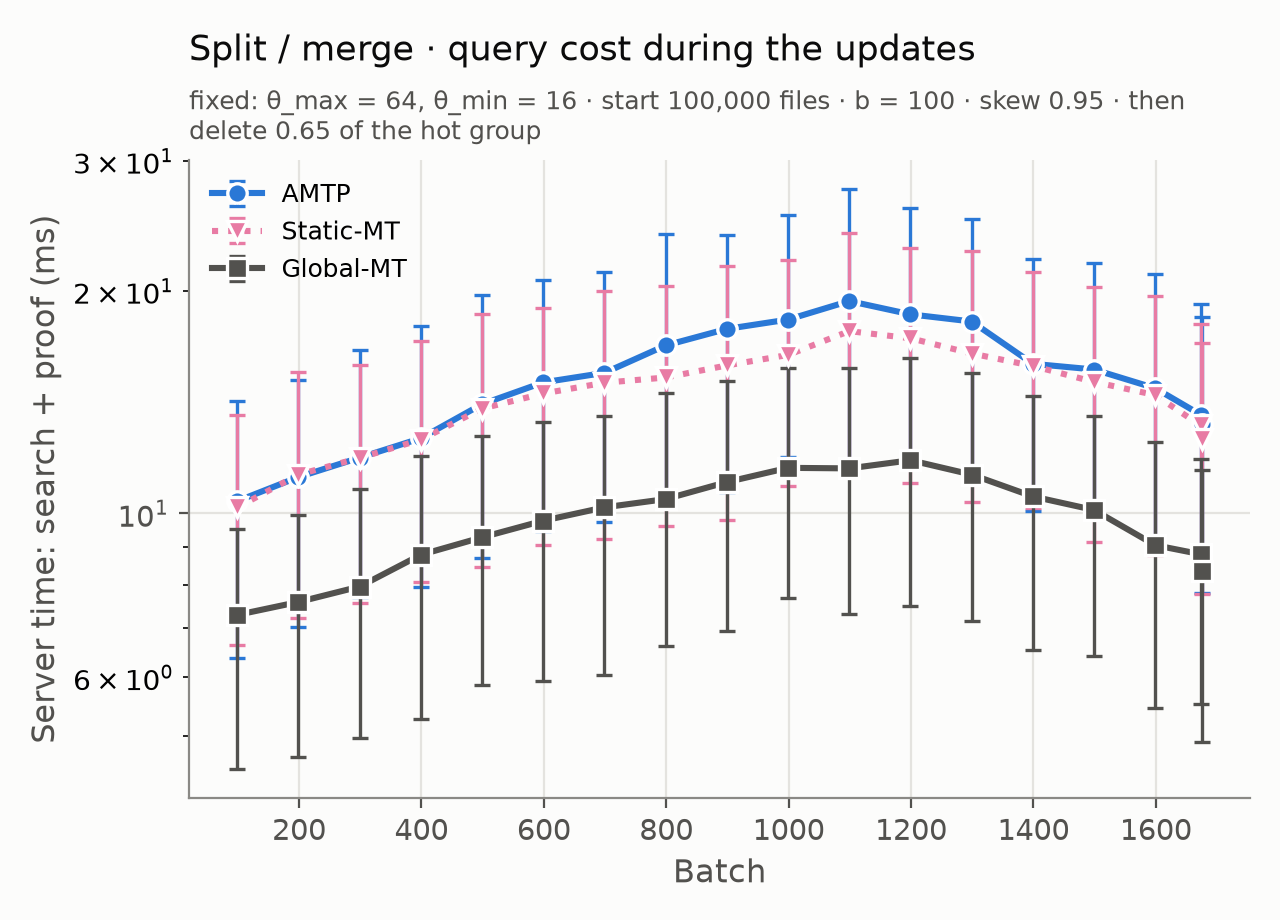 Split / merge · query cost during the updates
fixed: θ_max = 64, θ_min = 16 · start 100,000 files · b = 100 · skew 0.95 · then
delete 0.65 of the hot group
3 × 10¹
2 × 10¹
10¹
6 × 10⁰
Server time: search + proof (ms)
AMTP
Static-MT
Global-MT
200 400 600 800 1000 1200 1400 1600
Batch